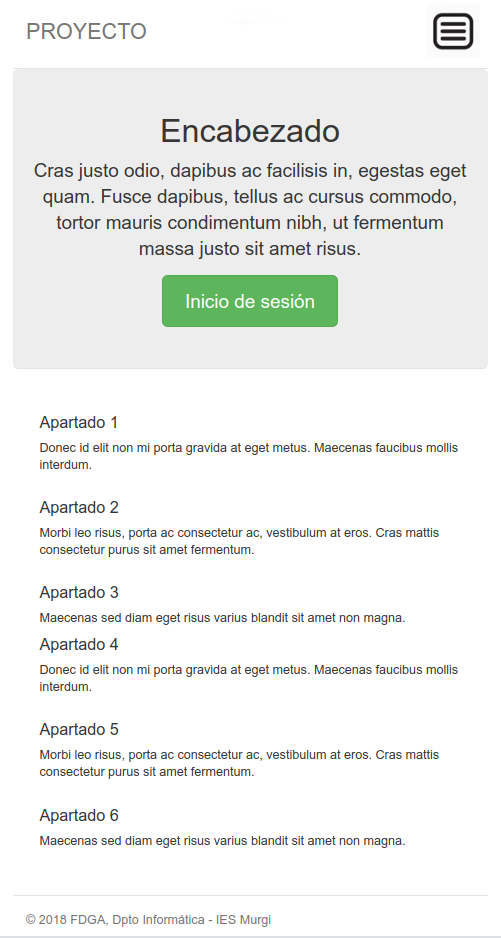 PROYECTO
Encabezado
Cras justo odio, dapibus ac facilisis in, egestas eget
quam. Fusce dapibus, tellus ac cursus commodo,
tortor mauris condimentum nibh, ut fermentum
massa justo sit amet risus.
Inicio de sesión
Apartado 1
Donec id elit non mi porta gravida at eget metus. Maecenas faucibus mollis
interdum.
Apartado 2
Morbi leo risus, porta ac consectetur ac, vestibulum at eros. Cras mattis
consectetur purus sit amet fermentum.
Apartado 3
Maecenas sed diam eget risus varius blandit sit amet non magna.
Apartado 4
Donec id elit non mi porta gravida at eget metus. Maecenas faucibus mollis
interdum.
Apartado 5
Morbi leo risus, porta ac consectetur ac, vestibulum at eros. Cras mattis
consectetur purus sit amet fermentum.
Apartado 6
Maecenas sed diam eget risus varius blandit sit amet non magna.
© 2018 FDGA, Dpto Informática - IES Murgi